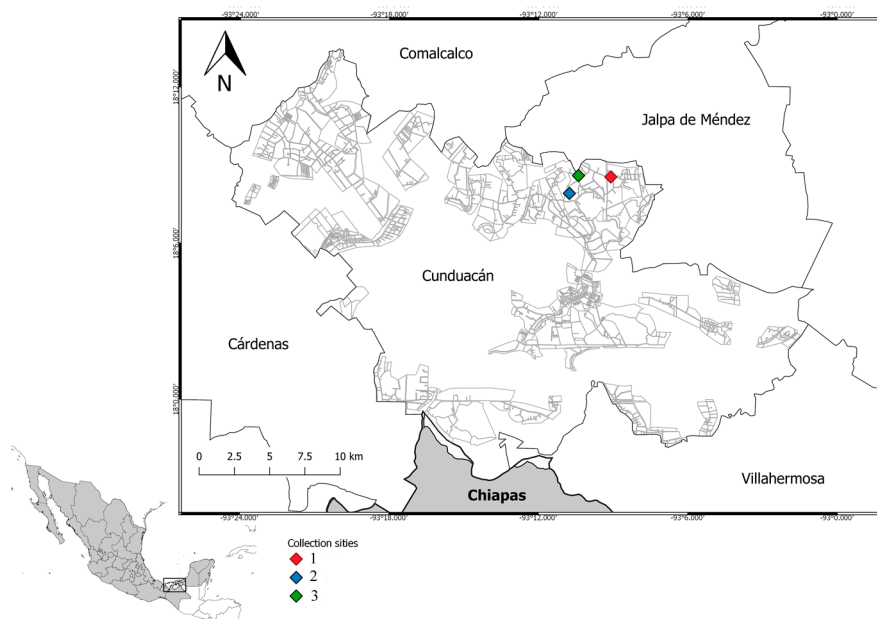 -93°24.000'
-93°18.000'
-93°12.000'
-93°6.000'
-93°0.000'
N
Comalcalco
18°12.000'
Jalpa de Méndez
18°6.000'
Cunduacán
Cárdenas
18°0.000'
0 2.5 5 7.5 10 km
Villahermosa
Chiapas
-93°24.000'
-93°18.000'
-93°12.000'
-93°6.000'
-93°0.000'
Collection sities
1
2
3